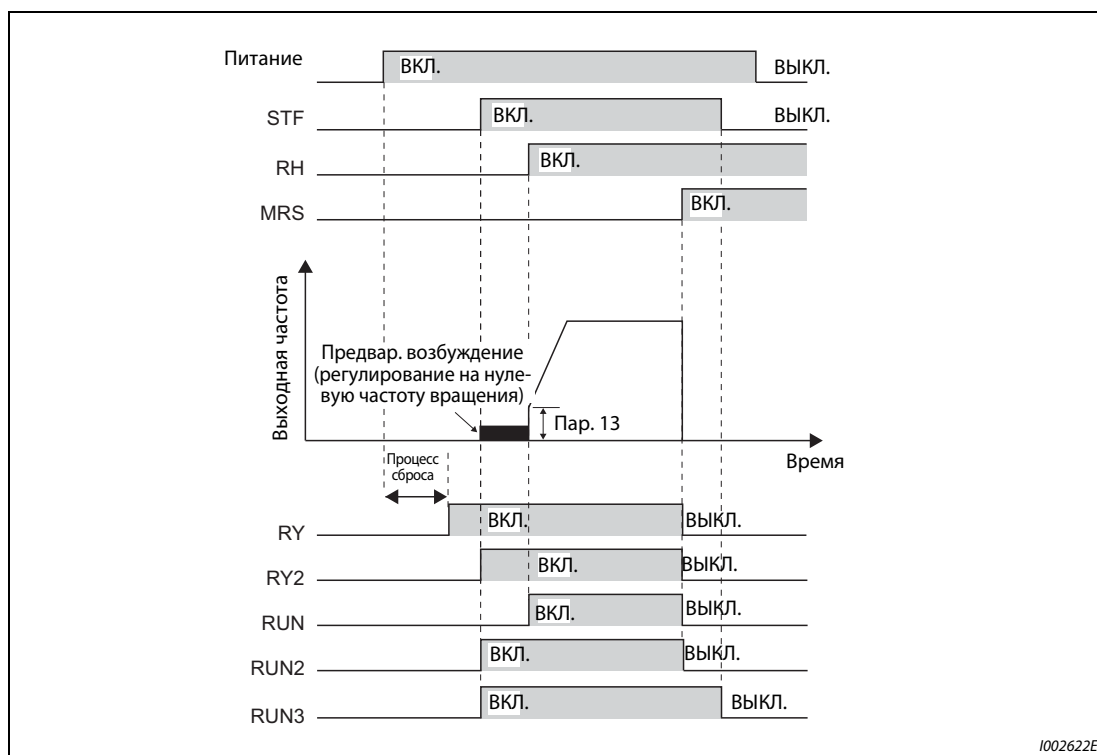 Питание ВКЛ. ВЫКЛ.
STF ВКЛ. ВЫКЛ.
RH ВКЛ.
MRS ВКЛ.
Выходная частота
Предвар. возбуждение
(регулирование на нуле-
вую частоту вращения)
Пар. 13
Время
Процесс
сброса
RY ВКЛ. ВЫКЛ.
RY2 ВКЛ. ВЫКЛ.
RUN ВКЛ. ВЫКЛ.
RUN2 ВКЛ. ВЫКЛ.
RUN3 ВКЛ. ВЫКЛ.
I002622E